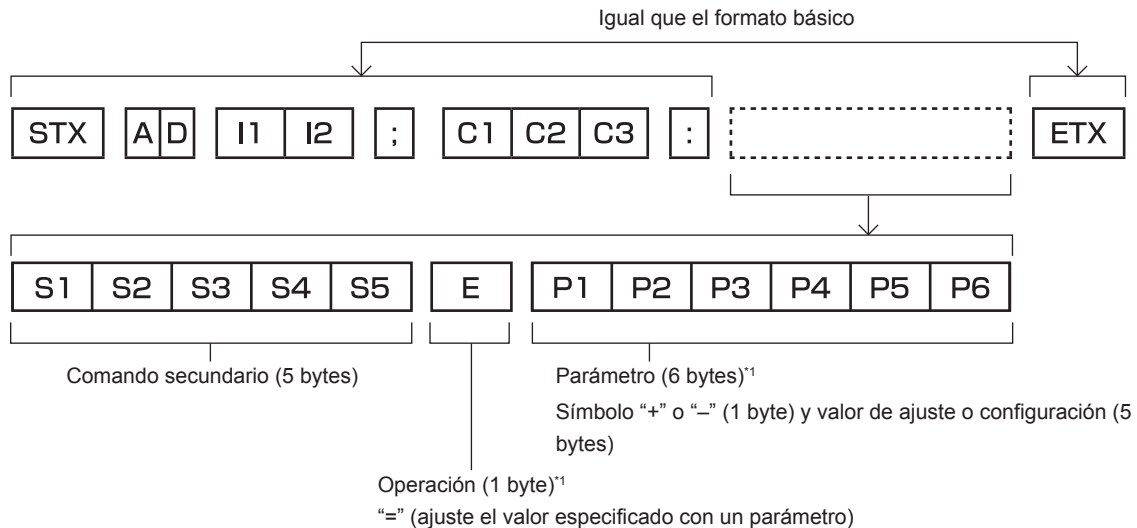 Igual que el formato básico
STX A D I1 I2 ; C1 C2 C3 : ETX
S1 S2 S3 S4 S5 E P1 P2 P3 P4 P5 P6
Comando secundario (5 bytes)
Parámetro (6 bytes)*1
Símbolo “+” o “–” (1 byte) y valor de ajuste o configuración (5
bytes)
Operación (1 byte)*1
“=” (ajuste el valor especificado con un parámetro)